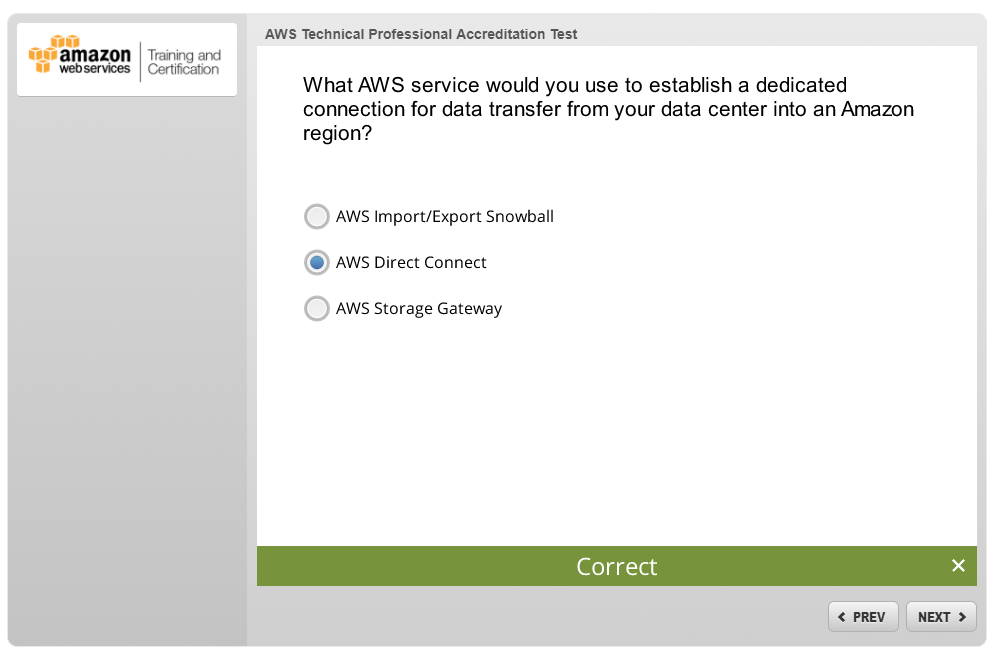 amazon
web services
Training and
Certification
AWS Technical Professional Accreditation Test
What AWS service would you use to establish a dedicated
connection for data transfer from your data center into an Amazon
region?
AWS Import/Export Snowball
AWS Direct Connect
AWS Storage Gateway
Correct
PREV
NEXT